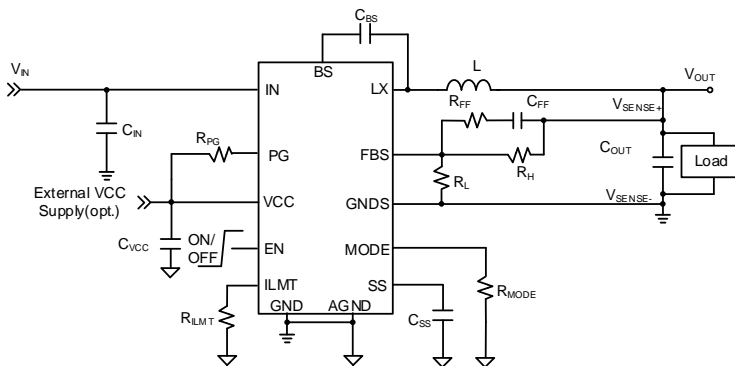 C_BS
V_IN
BS
L
V_OUT
IN
LX
R_FF
C_FF
V_SENSE+
C_IN
R_PG
PG
FBS
C_OUT
Load
R_H
External VCC
Supply(opt.)
VCC
R_L
GNDS
V_SENSE-
C_VCC
ON/
OFF
EN
MODE
ILMT
SS
R_MODE
R_ILMT
GND
AGND
C_SS